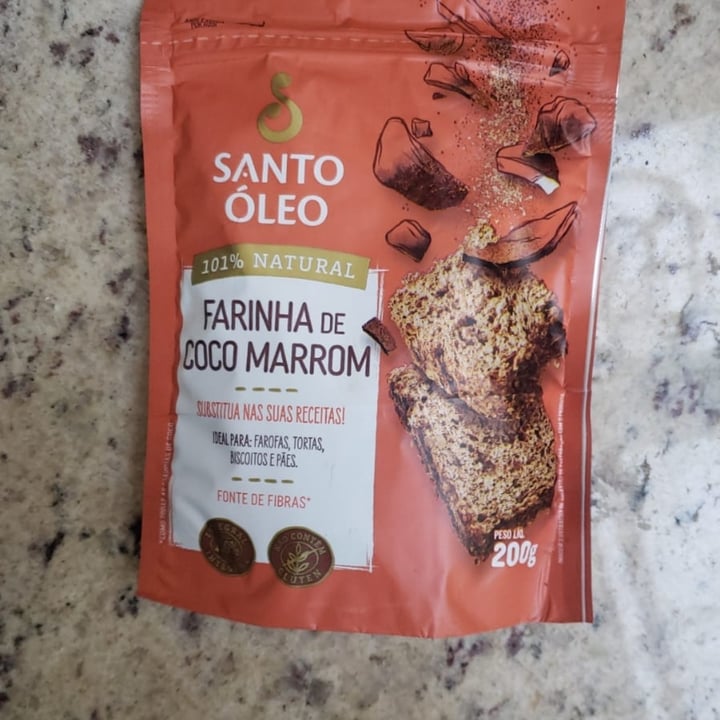 SANTO
ÓLEO
101% NATURAL
FARINHA DE
COCO MARROM
SUBSTITUA NAS SUAS RECEITAS!
IDEAL PARA: FAROFAS, TORTAS,
BISCOITOS E PÃES.
FONTE DE FIBRAS*
NÃO CONTÉM
GLÚTEN
PESO LÍQ.
200g